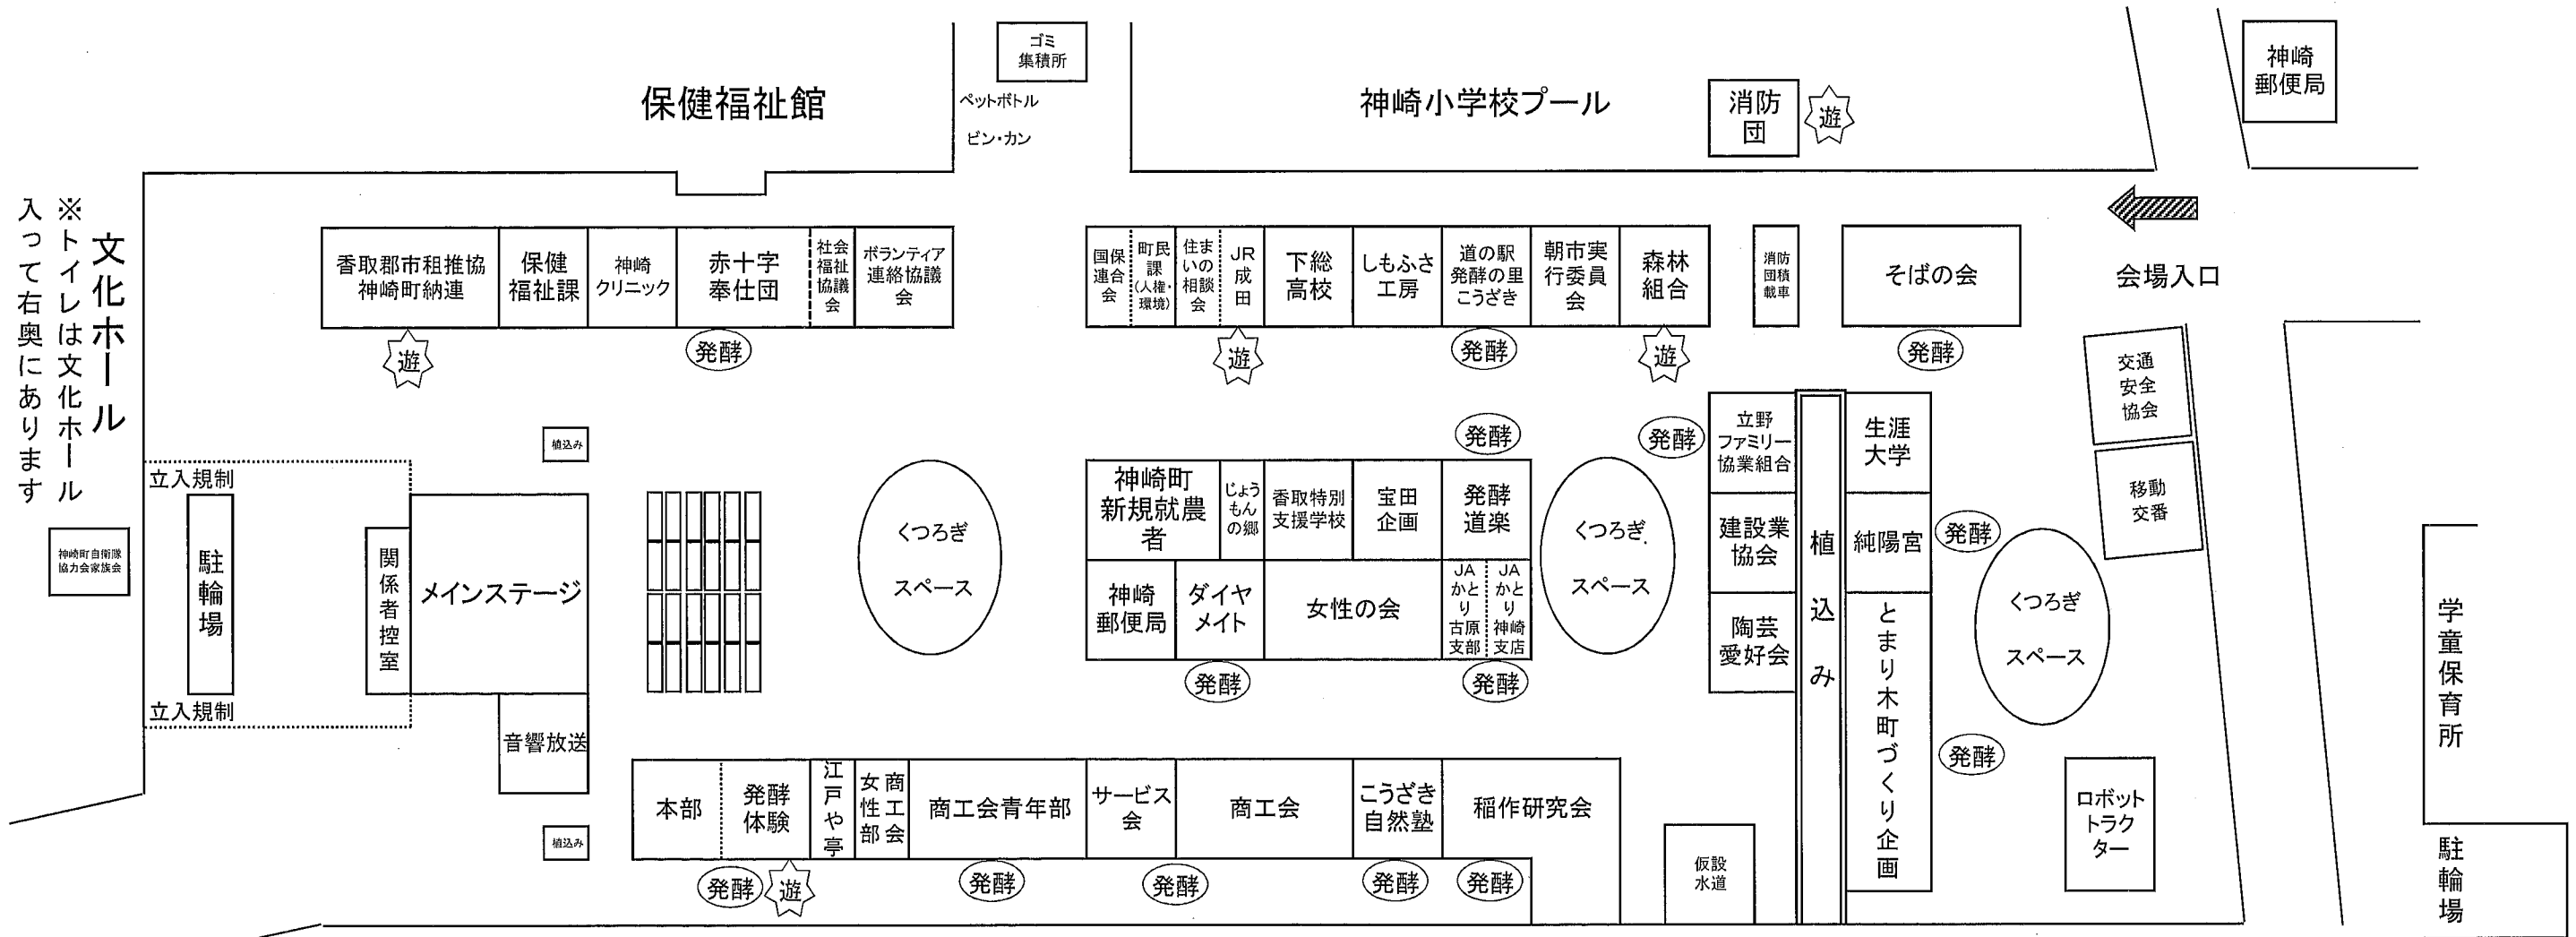 ゴミ
集積所
ペットボトル
ビン・カン
保健福祉館
神崎小学校プール
消防
団
遊
神崎
郵便局
文化ホール
※トイレは文化ホール
入って右奥にあります
香取郡市租推協
神崎町納連
保健
福祉課
神崎
クリニック
赤十字
奉仕団
社会
福祉
協議
会
ボランティア
連絡協議
会
遊
発酵
国保
連合
会
町民
課
(人権・
環境)
住ま
いの
相談
会
JR
成
田
下総
高校
しもふさ
工房
道の駅
発酵の里
こうざき
朝市実
行委員
会
森林
組合
遊
発酵
遊
消防
団積
載車
そばの会
発酵
会場入口
交通
安全
協会
移動
交番
植込み
立入規制
駐輪場
立入規制
神崎町自衛隊
協力会家族会
関係者控室
メインステージ
音響放送
植込み
くつろぎ
スペース
発酵
神崎町
新規就農
者
じょう
もん
の郷
香取特別
支援学校
宝田
企画
発酵
道楽
神崎
郵便局
ダイヤ
メイト
女性の会
JA
かと
り
古原
支部
JA
かと
り
神崎
支店
発酵
発酵
くつろぎ
スペース
発酵
立野
ファミリー
協業組合
建設業
協会
陶芸
愛好会
植込み
生涯
大学
純陽宮
発酵
とまり木町づくり企画
発酵
くつろぎ
スペース
ロボット
トラク
ター
本部
発酵
体験
江戸や亭
商工会
女性部
商工会青年部
サービス
会
商工会
こうざき
自然塾
稲作研究会
発酵
遊
発酵
発酵
発酵
発酵
仮設
水道
学童保育所
駐輪場